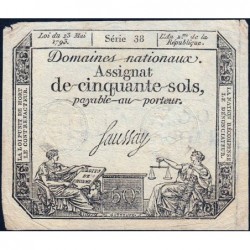 Loi du 23 Mai 1793.
Série 38
L'An 2me. de la République.
Domaines nationaux.
Assignat
de cinquante sols,
payable au porteur.
Saussay
LA LOI PUNIT DE MORT LE CONTREFACTEUR.
LA NATION RÉCOMPENSE LE DÉNONCIATEUR.